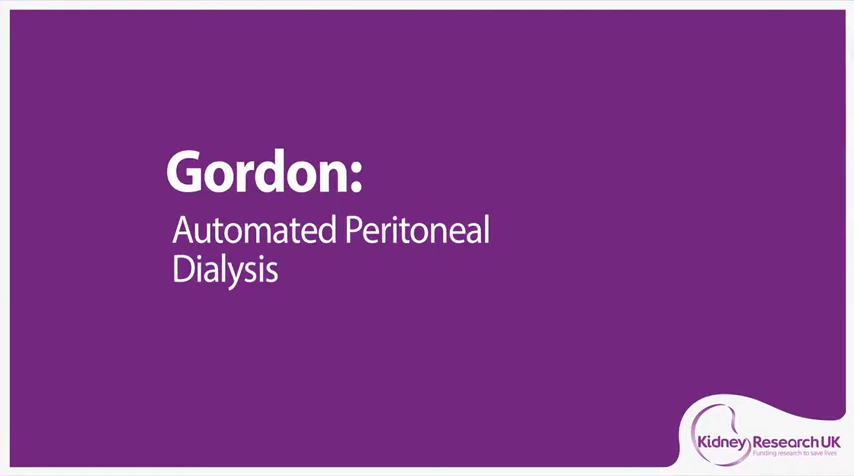 Gordon:
Automated Peritoneal
Dialysis
Kidney Research UK
Funding research to save lives